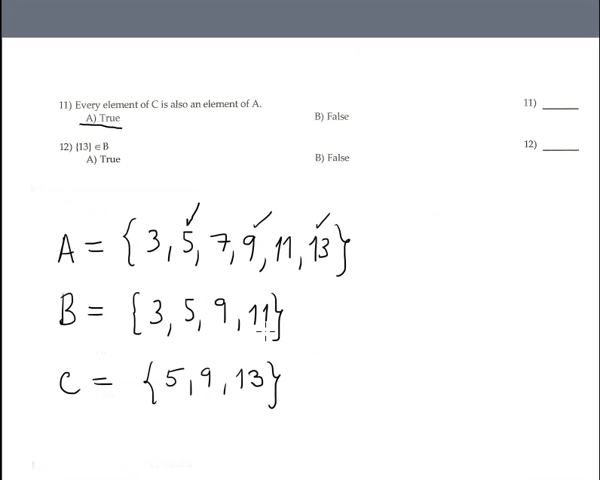 11) Every element of C is also an element of A. 11) ______
A) True B) False
12) {13} ∈ B 12) ______
A) True B) False
A = {3, 5, 7, 9, 11, 13}
B = {3, 5, 9, 11}
C = {5, 9, 13}